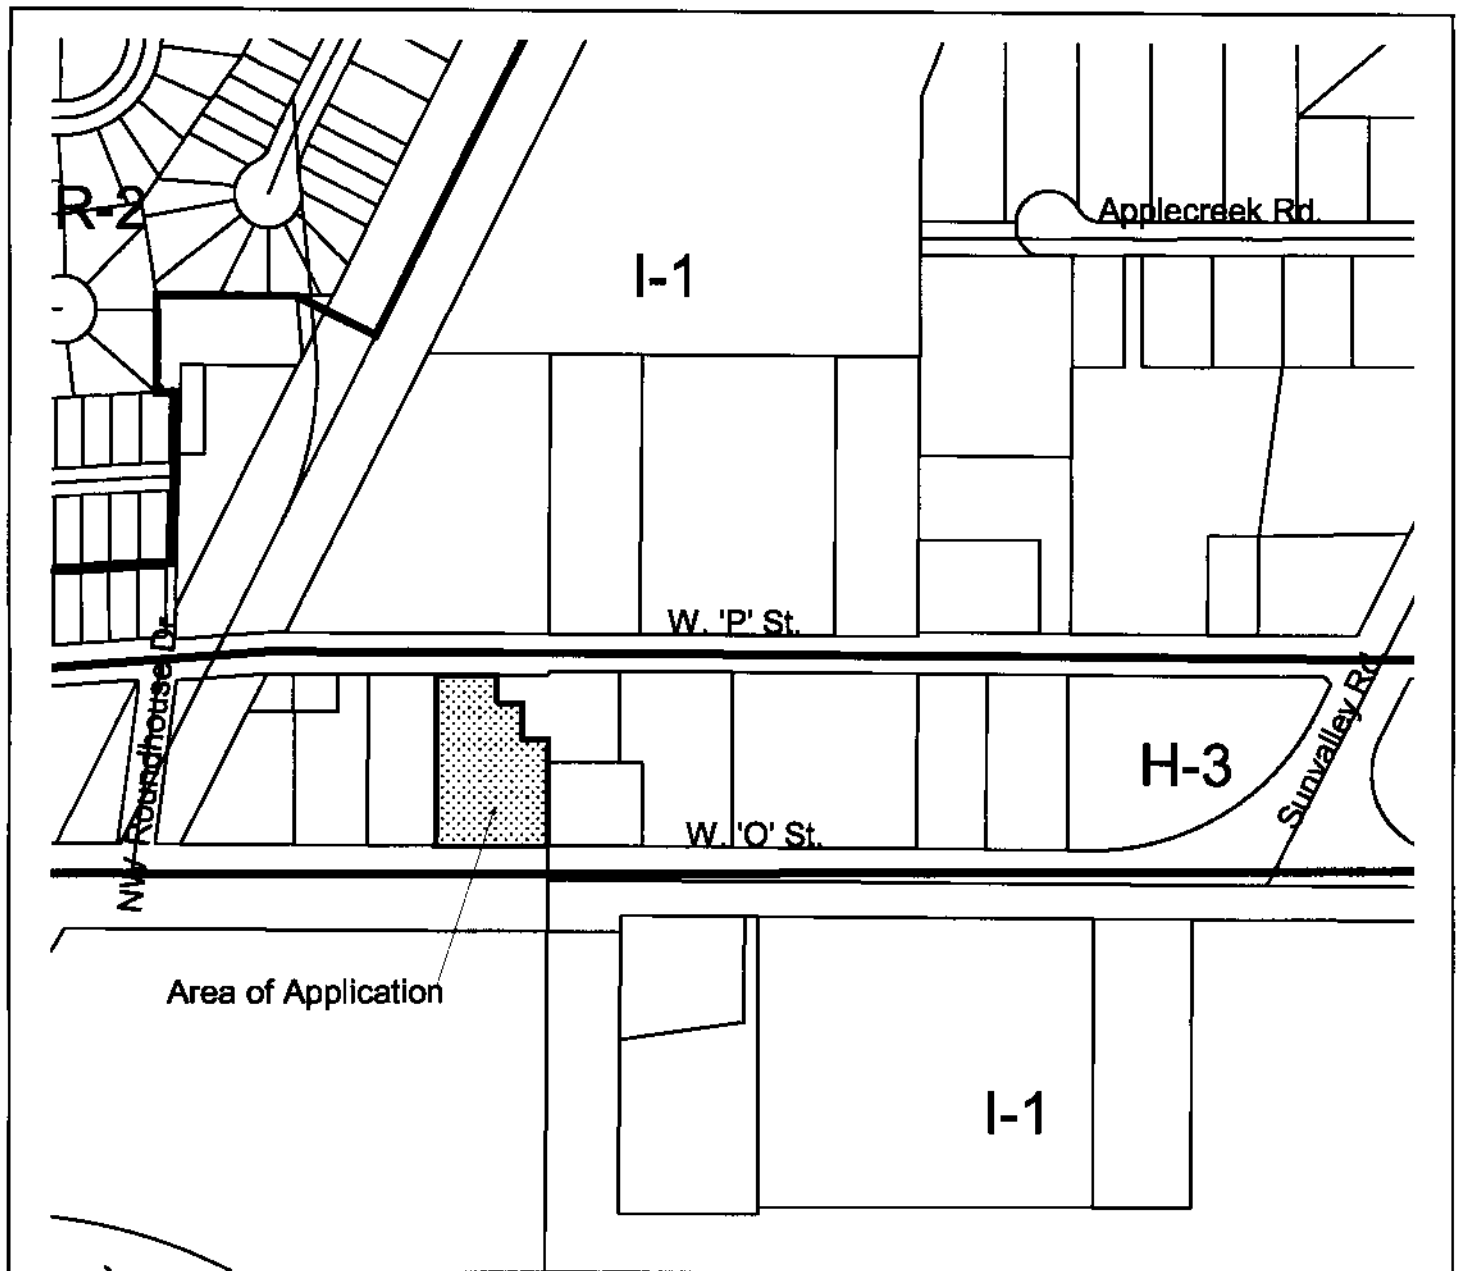 R-2
Applecreek Rd.
I-1
W. 'P' St.
NW Roundhouse Dr.
H-3
Sunvalley Rd.
W. 'O' St.
Area of Application
I-1